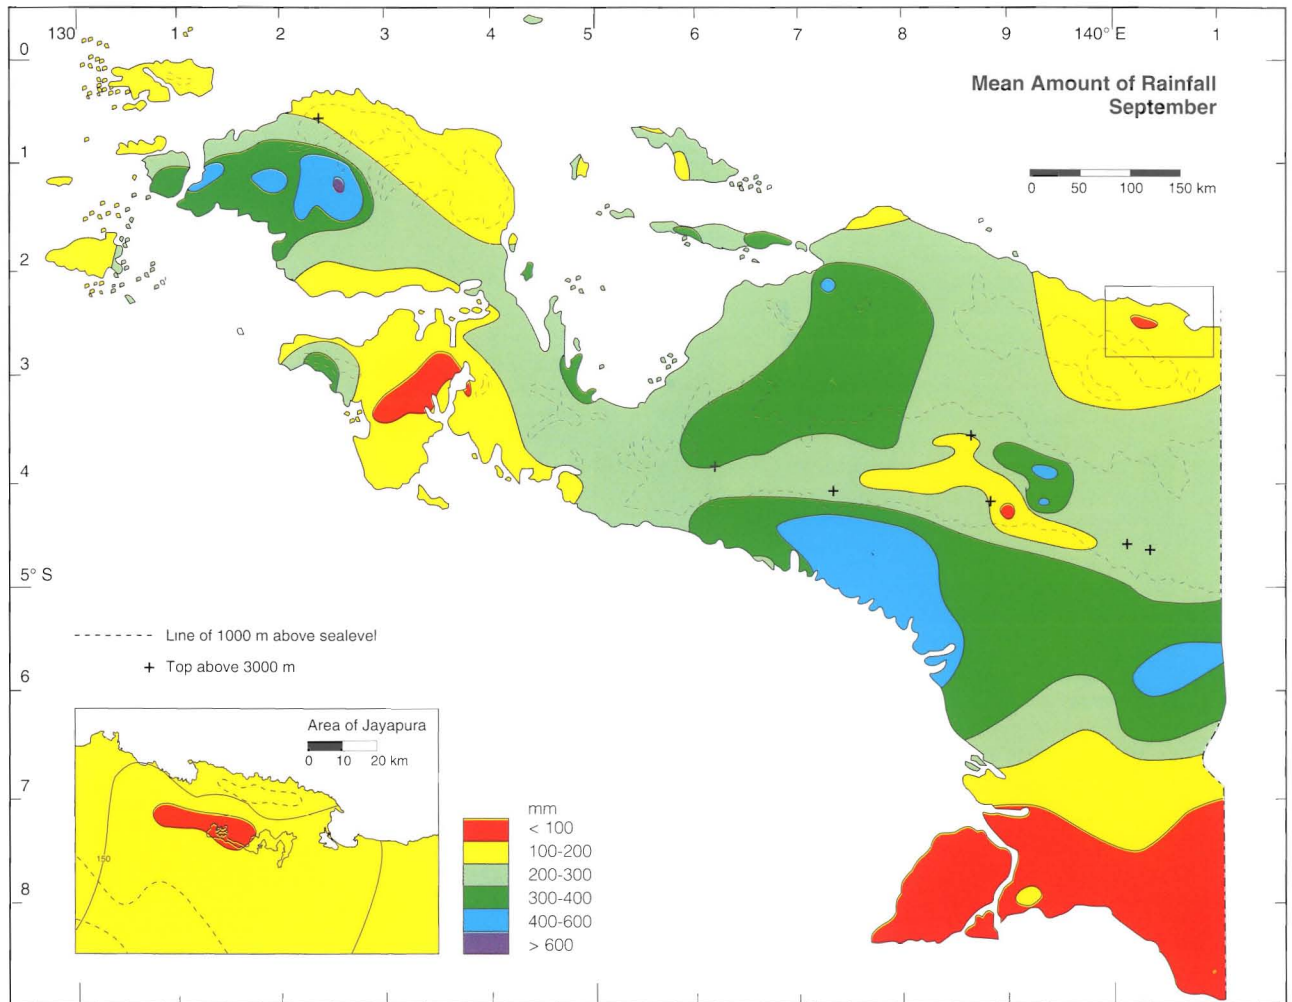 130 1 2 3 4 5 6 7 8 9 140° E 1
0
1
2
3
4
5° S
6
7
8
Mean Amount of Rainfall
September
0 50 100 150 km
Line of 1000 m above sealevel
+ Top above 3000 m
Area of Jayapura
0 10 20 km
150
mm
< 100
100-200
200-300
300-400
400-600
> 600